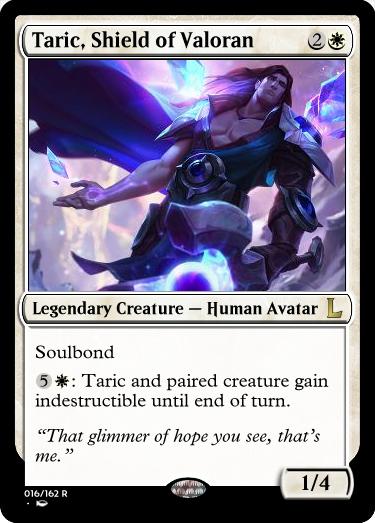 Taric, Shield of Valoran 2
Legendary Creature — Human Avatar L
Soulbond
5: Taric and paired creature gain
indestructible until end of turn.
“That glimmer of hope you see, that's
me.”
016/162 R
1/4